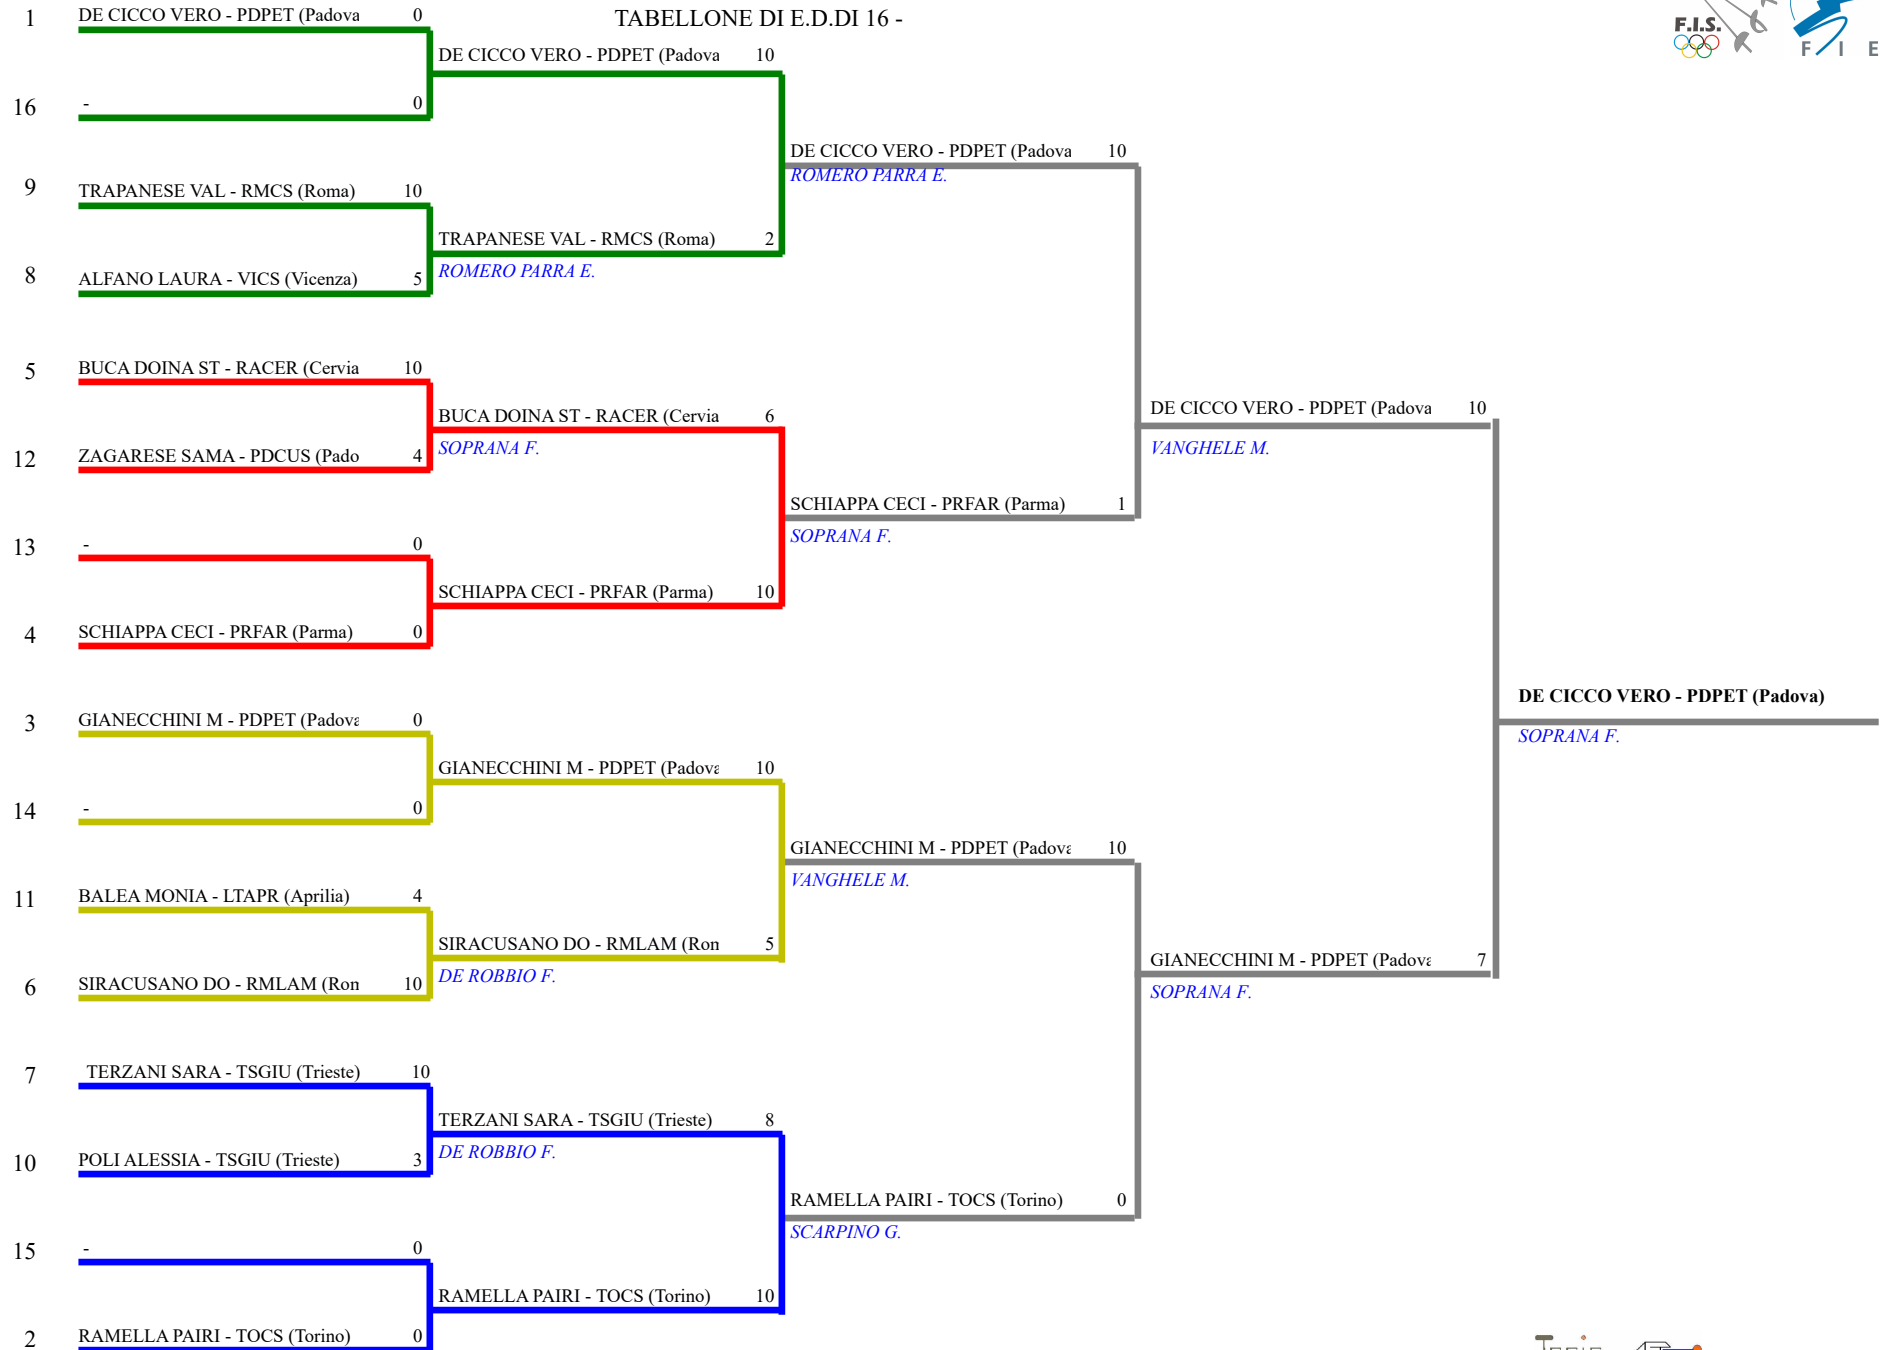 TABELLONE DI E.D.DI 16 -
F.I.S.
F I E
1 DE CICCO VERO - PDPET (Padova 0
DE CICCO VERO - PDPET (Padova 10
16 - 0
DE CICCO VERO - PDPET (Padova 10
ROMERO PARRA E.
9 TRAPANESE VAL - RMCS (Roma) 10
TRAPANESE VAL - RMCS (Roma) 2
ROMERO PARRA E.
8 ALFANO LAURA - VICS (Vicenza) 5
5 BUCA DOINA ST - RACER (Cervia 10
DE CICCO VERO - PDPET (Padova 10
VANGHELE M.
BUCA DOINA ST - RACER (Cervia 6
SOPRANA F.
12 ZAGARESE SAMA - PDCUS (Pado 4
SCHIAPPA CECI - PRFAR (Parma) 1
SOPRANA F.
13 - 0
SCHIAPPA CECI - PRFAR (Parma) 10
4 SCHIAPPA CECI - PRFAR (Parma) 0
DE CICCO VERO - PDPET (Padova)
SOPRANA F.
3 GIANECCHINI M - PDPET (Padova 0
GIANECCHINI M - PDPET (Padova 10
14 - 0
GIANECCHINI M - PDPET (Padova 10
VANGHELE M.
11 BALEA MONIA - LTAPR (Aprilia) 4
SIRACUSANO DO - RMLAM (Rom 5
DE ROBBIO F.
GIANECCHINI M - PDPET (Padova 7
SOPRANA F.
6 SIRACUSANO DO - RMLAM (Rom 10
7 TERZANI SARA - TSGIU (Trieste) 10
TERZANI SARA - TSGIU (Trieste) 8
DE ROBBIO F.
10 POLI ALESSIA - TSGIU (Trieste) 3
RAMELLA PAIRI - TOCS (Torino) 0
SCARPINO G.
15 - 0
RAMELLA PAIRI - TOCS (Torino) 10
2 RAMELLA PAIRI - TOCS (Torino) 0